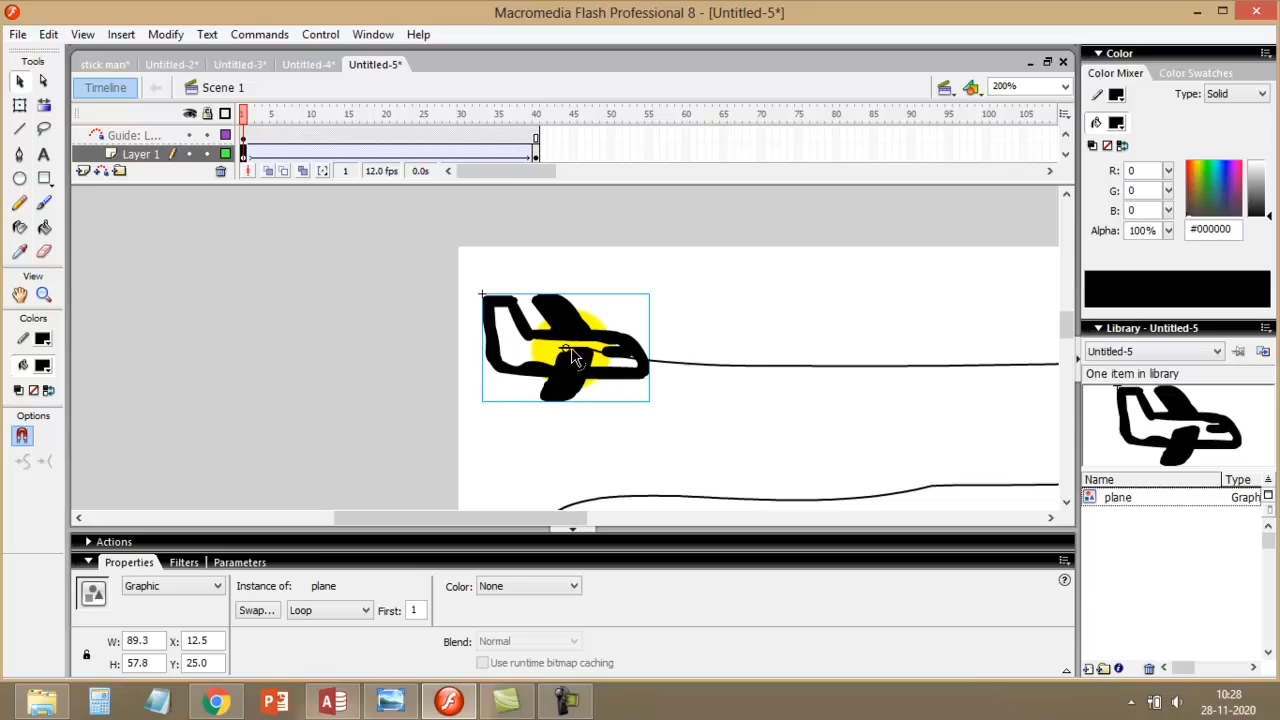 Macromedia Flash Professional 8 - [Untitled-5*]
File Edit View Insert Modify Text Commands Control Window Help
Tools
stick man* Untitled-2* Untitled-3* Untitled-4* Untitled-5*
Timeline Scene 1 200%
1 5 10 15 20 25 30 35 40 45 50 55 60 65 70 75 80 85 90 95 100 105
Guide: L...
Layer 1
1 12.0 fps 0.0s
View
Colors
Options
Color
Color Mixer Color Swatches
Type: Solid
R: 0
G: 0
B: 0
Alpha: 100% #000000
Library - Untitled-5
Untitled-5
One item in library
Name Type
plane Graph
Actions
Properties Filters Parameters
Graphic Instance of: plane Color: None
Swap... Loop First: 1
W: 89.3 X: 12.5 Blend: Normal
H: 57.8 Y: 25.0 Use runtime bitmap caching
10:28
28-11-2020